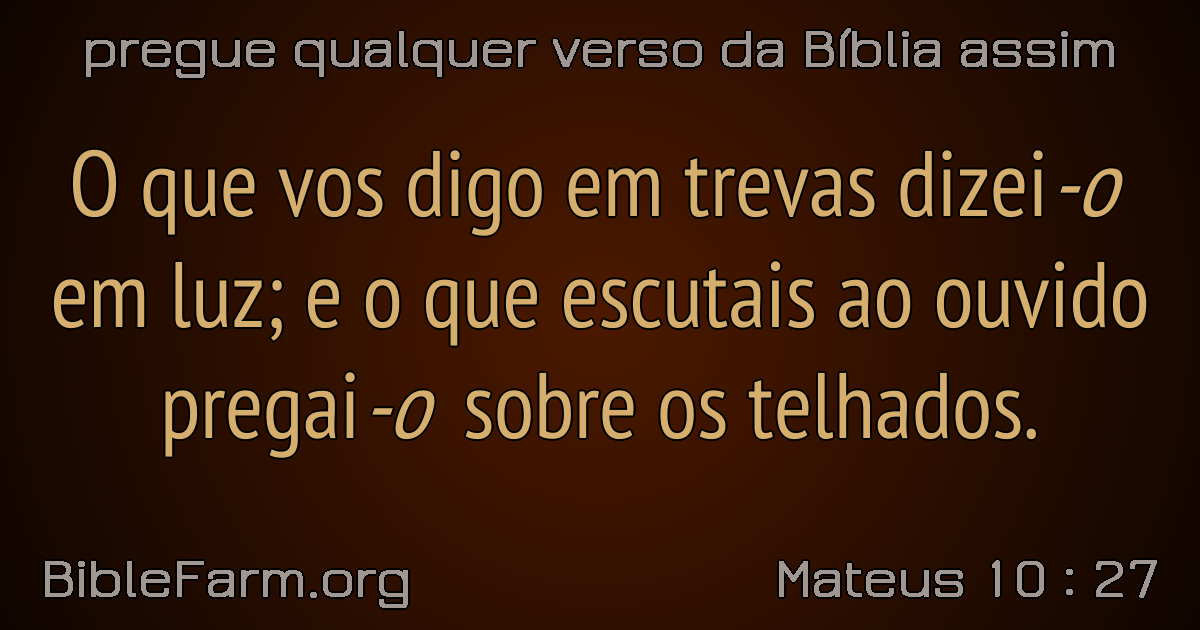 pregue qualquer verso da Bíblia assim
O que vos digo em trevas dizei-o
em luz; e o que escutais ao ouvido
pregai-o sobre os telhados.
BibleFarm.org
Mateus 10 : 27